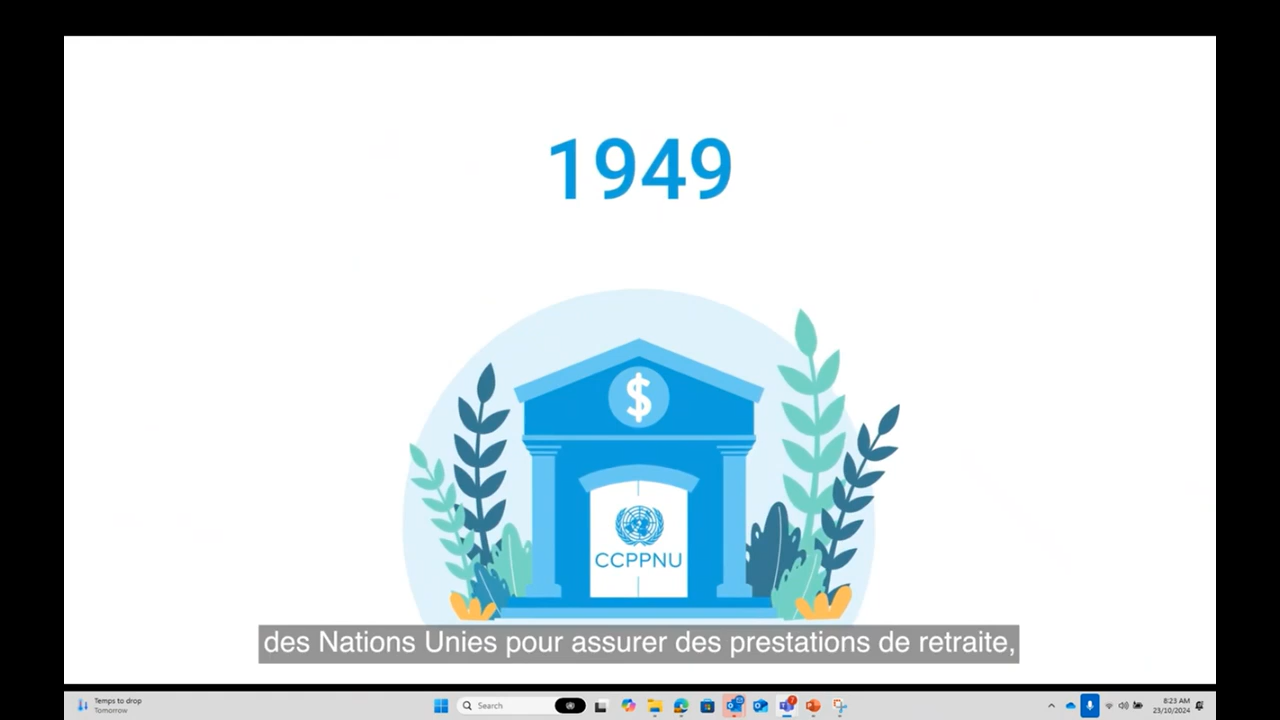 1949
$
CCPPNU
des Nations Unies pour assurer des prestations de retraite,
Temps to drop
Tomorrow
Search
8:23 AM
23/10/2024